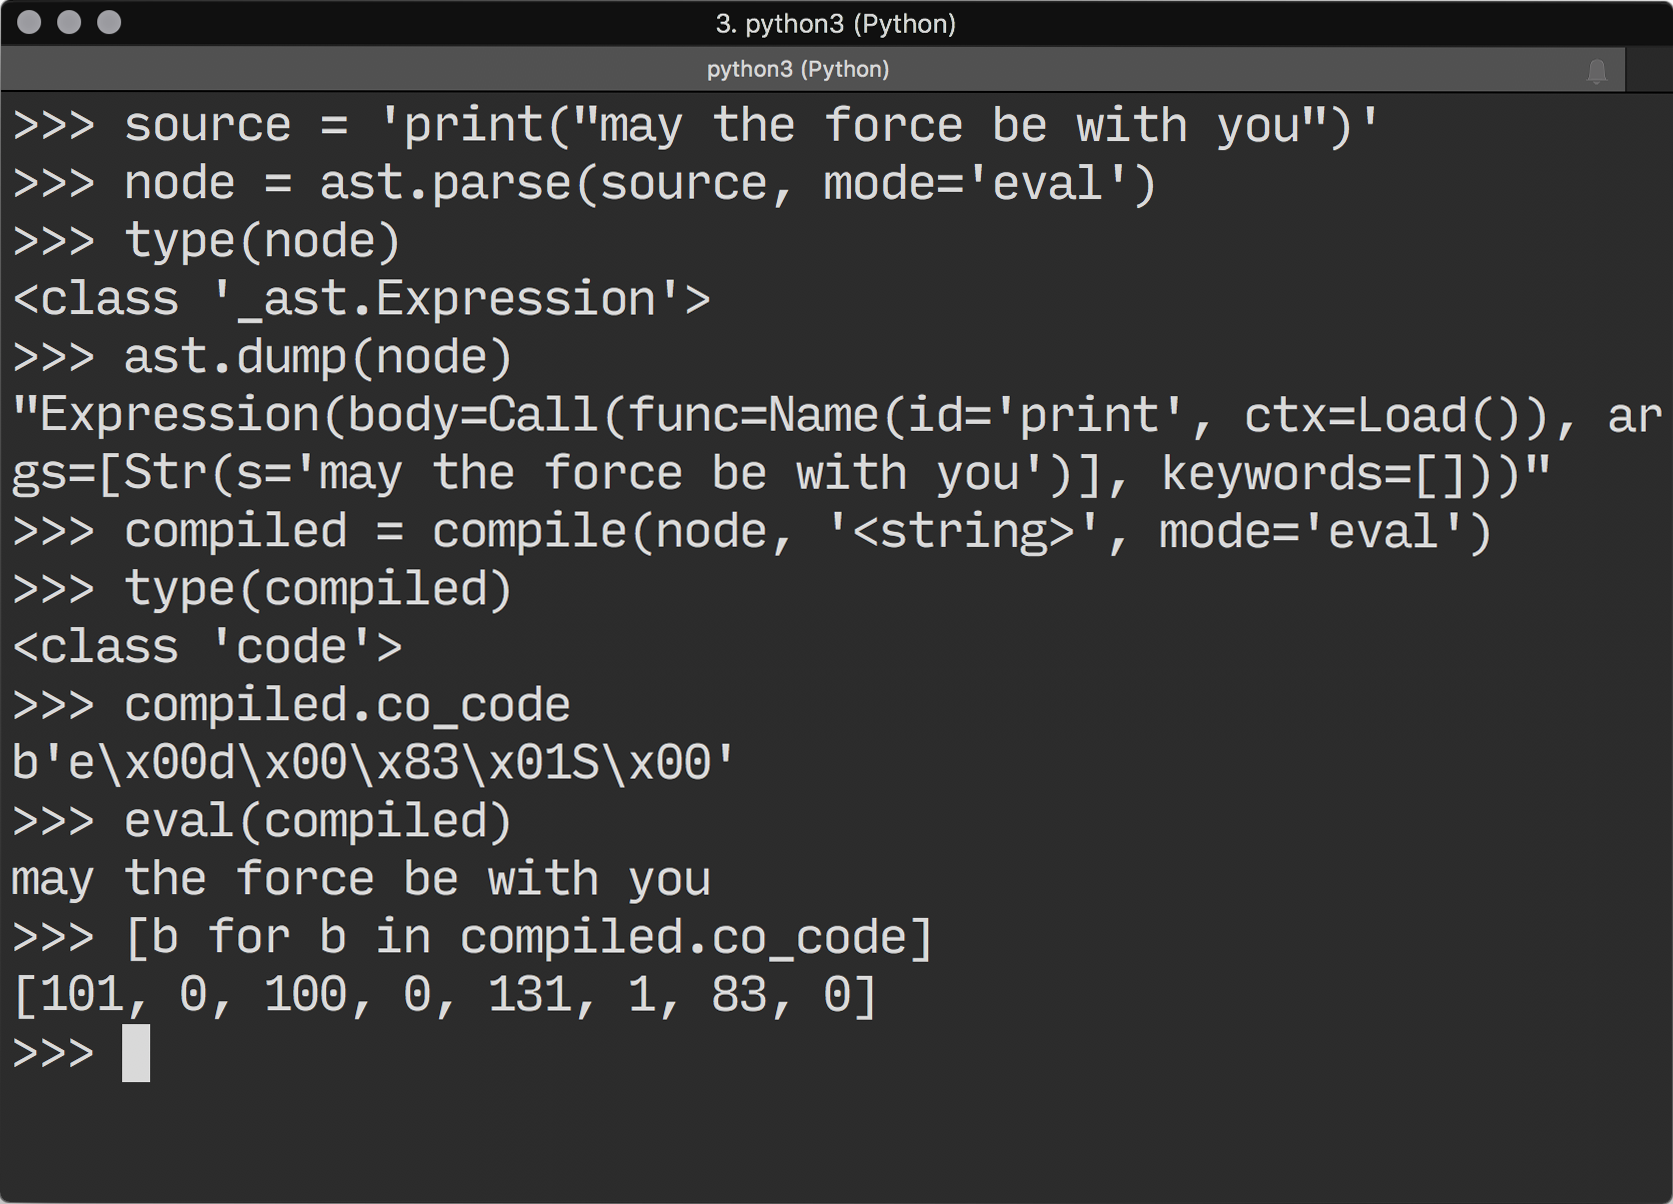 3. python3 (Python)
python3 (Python)
>>> source = 'print("may the force be with you")'
>>> node = ast.parse(source, mode='eval')
>>> type(node)
<class '_ast.Expression'>
>>> ast.dump(node)
"Expression(body=Call(func=Name(id='print', ctx=Load()), ar
gs=[Str(s='may the force be with you')], keywords=[]))"
>>> compiled = compile(node, '<string>', mode='eval')
>>> type(compiled)
<class 'code'>
>>> compiled.co_code
b'e\x00d\x00\x83\x01S\x00'
>>> eval(compiled)
may the force be with you
>>> [b for b in compiled.co_code]
[101, 0, 100, 0, 131, 1, 83, 0]
>>>